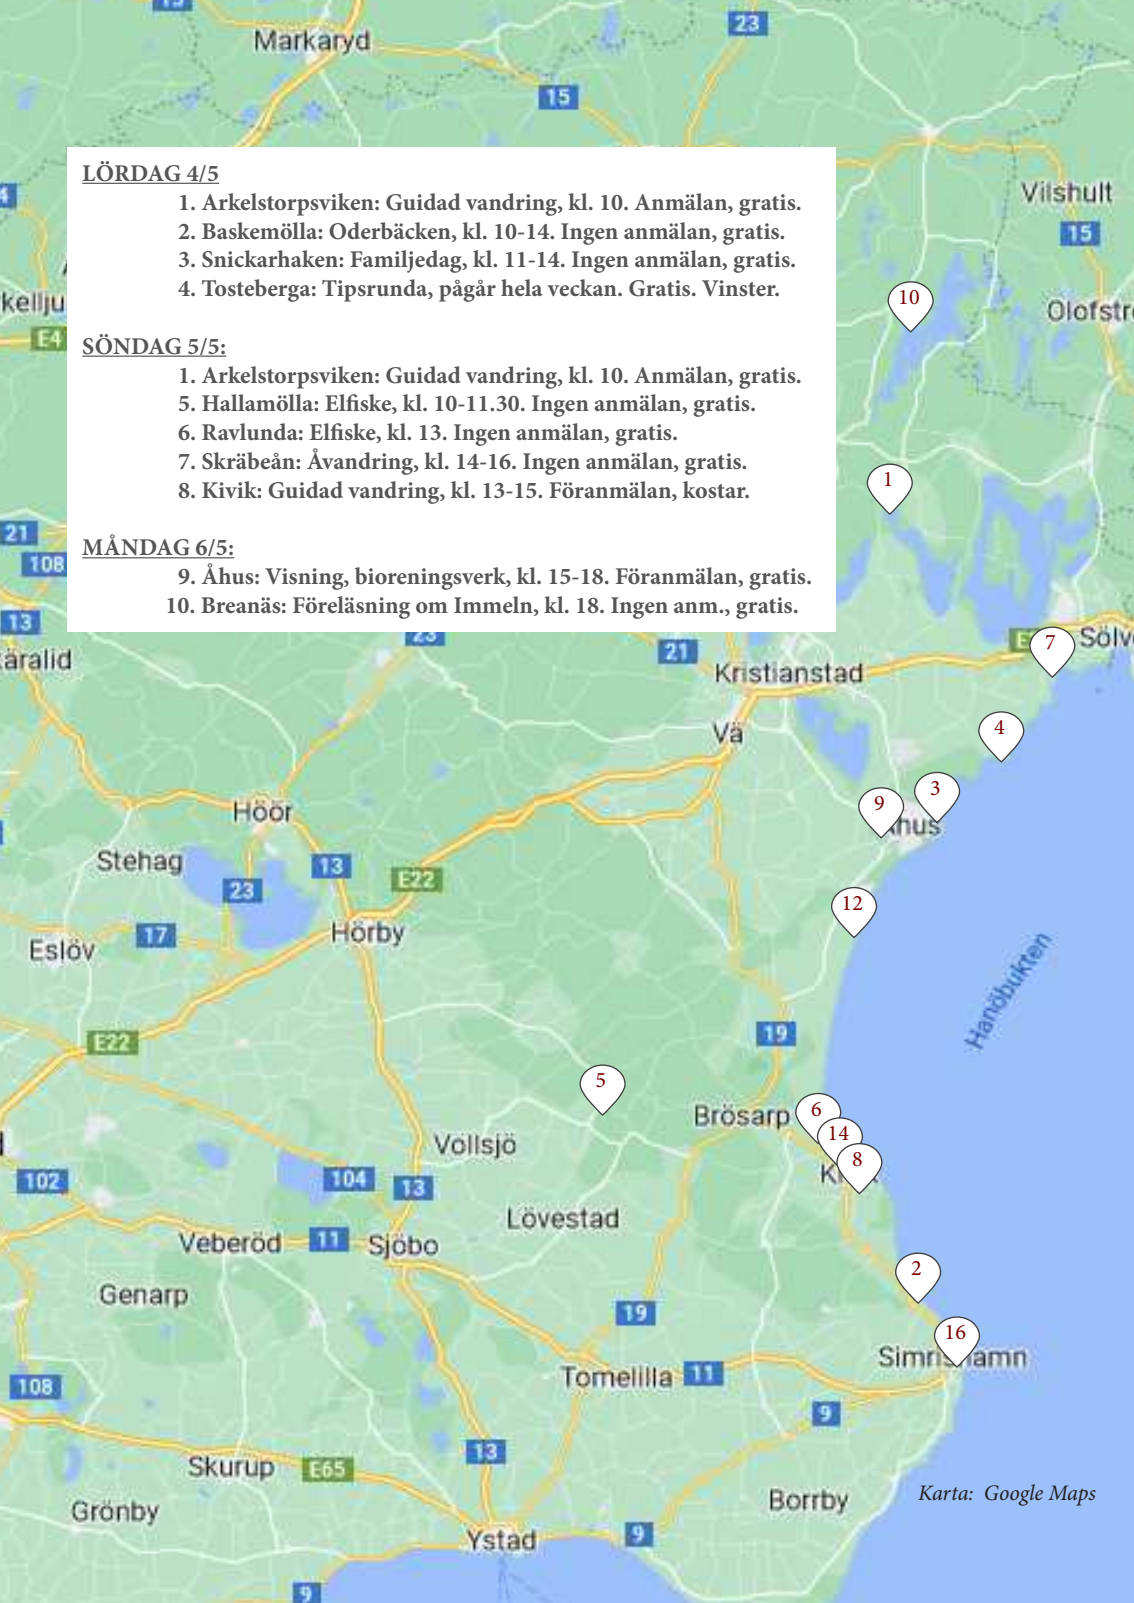 Markaryd
23
15
LÖRDAG 4/5
1. Arkelstorpsviken: Guidad vandring, kl. 10. Anmälan, gratis.
2. Baskemölla: Oderbäcken, kl. 10-14. Ingen anmälan, gratis.
3. Snickarhaken: Familjedag, kl. 11-14. Ingen anmälan, gratis.
4. Tosteberga: Tipsrunda, pågår hela veckan. Gratis. Vinster.
SÖNDAG 5/5:
1. Arkelstorpsviken: Guidad vandring, kl. 10. Anmälan, gratis.
5. Hallamölla: Elfiske, kl. 10-11.30. Ingen anmälan, gratis.
6. Ravlunda: Elfiske, kl. 13. Ingen anmälan, gratis.
7. Skräbeån: Åvandring, kl. 14-16. Ingen anmälan, gratis.
8. Kivik: Guidad vandring, kl. 13-15. Föranmälan, kostar.
MÅNDAG 6/5:
9. Åhus: Visning, bioreningsverk, kl. 15-18. Föranmälan, gratis.
10. Breanäs: Föreläsning om Immeln, kl. 18. Ingen anm., gratis.
Vilshult
15
10
Olofstr
kellju
E4
1
21
108
13
äralid
23
21
7
Sölv
Kristianstad
Vä
4
3
9
hus
Höör
Stehag
13
23
E22
12
17
Hörby
Eslöv
Hanöbukten
E22
19
5
Brösarp
6
14
8
Vollsjö
102
104
13
Lövestad
Veberöd
11
Sjöbo
2
Genarp
19
16
Simrishamn
Tomelilla
11
108
9
13
Skurup
E65
Karta: Google Maps
Borrby
Grönby
Ystad
9
9